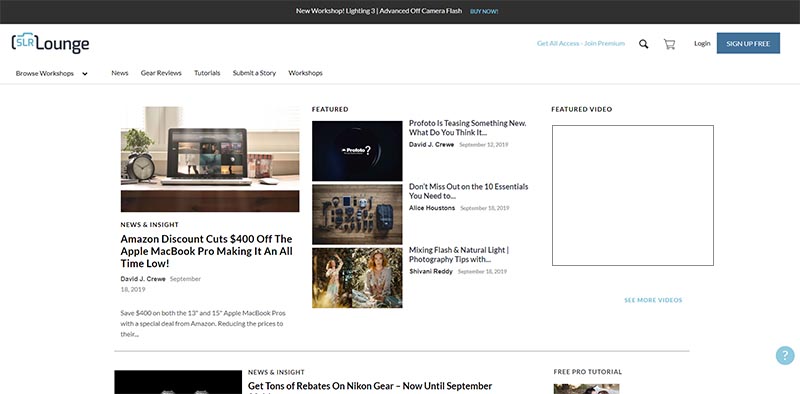 New Workshop! Lighting 3 | Advanced Off Camera Flash BUY NOW!
SLR Lounge
Get All Access - Join Premium
Login
SIGN UP FREE
Browse Workshops
News
Gear Reviews
Tutorials
Submit a Story
Workshops
NEWS & INSIGHT
Amazon Discount Cuts $400 Off The
Apple MacBook Pro Making It An All
Time Low!
David J. Crewe September
18, 2019
Save $400 on both the 13" and 15" Apple MacBook Pros
with a special deal from Amazon. Reducing the prices to
their...
FEATURED
Profoto ?
Profoto Is Teasing Something New.
What Do You Think It...
David J. Crewe September 12, 2019
Don't Miss Out on the 10 Essentials
You Need to...
Alice Houstons September 18, 2019
Mixing Flash & Natural Light |
Photography Tips with...
Shivani Reddy September 18, 2019
FEATURED VIDEO
SEE MORE VIDEOS
?
NEWS & INSIGHT
Get Tons of Rebates On Nikon Gear – Now Until September
FREE PRO TUTORIAL